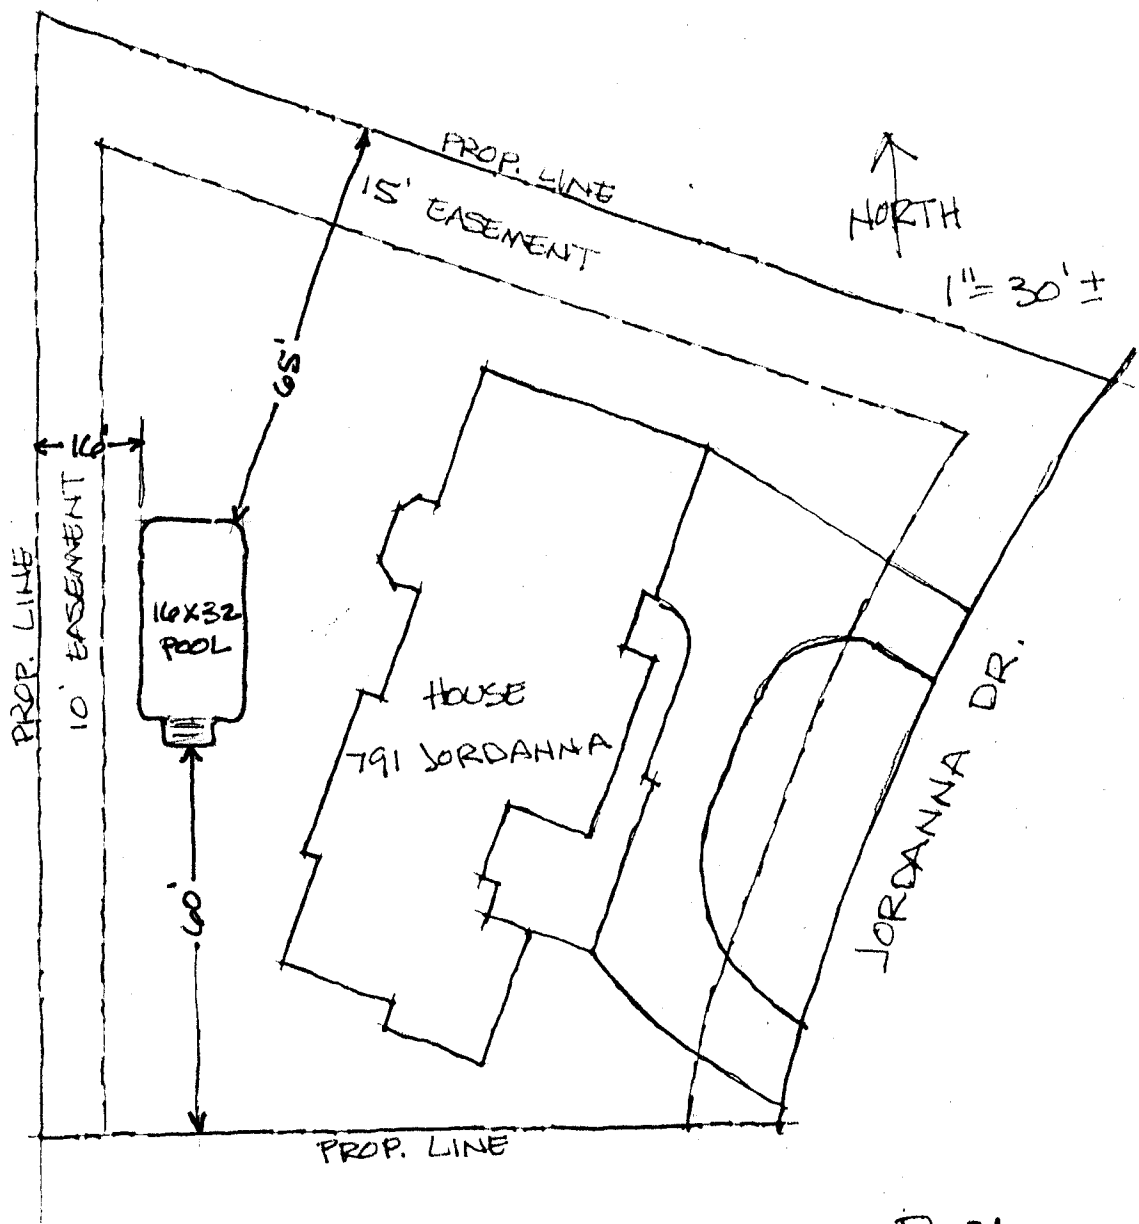 PROP. LINE
15' EASEMENT
NORTH
1"= 30' ±
65'
16'
PROP. LINE
10' EASEMENT
16X32
POOL
HOUSE
791 JORDANNA
JORDANNA DR.
60'
PROP. LINE